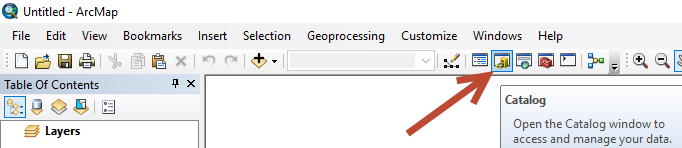 Untitled - ArcMap
File Edit View Bookmarks Insert Selection Geoprocessing Customize Windows Help
Table Of Contents
Layers
Catalog
Open the Catalog window to
access and manage your data.